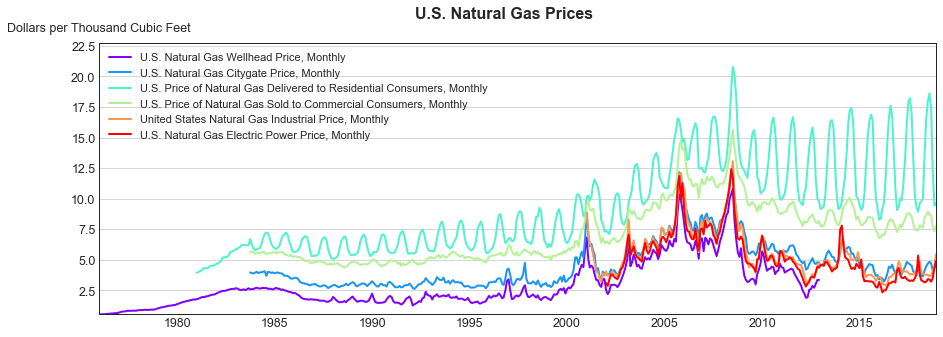 U.S. Natural Gas Prices
Dollars per Thousand Cubic Feet
22.5
20.0
17.5
15.0
12.5
10.0
7.5
5.0
2.5
U.S. Natural Gas Wellhead Price, Monthly
U.S. Natural Gas Citygate Price, Monthly
U.S. Price of Natural Gas Delivered to Residential Consumers, Monthly
U.S. Price of Natural Gas Sold to Commercial Consumers, Monthly
United States Natural Gas Industrial Price, Monthly
U.S. Natural Gas Electric Power Price, Monthly
1980 1985 1990 1995 2000 2005 2010 2015